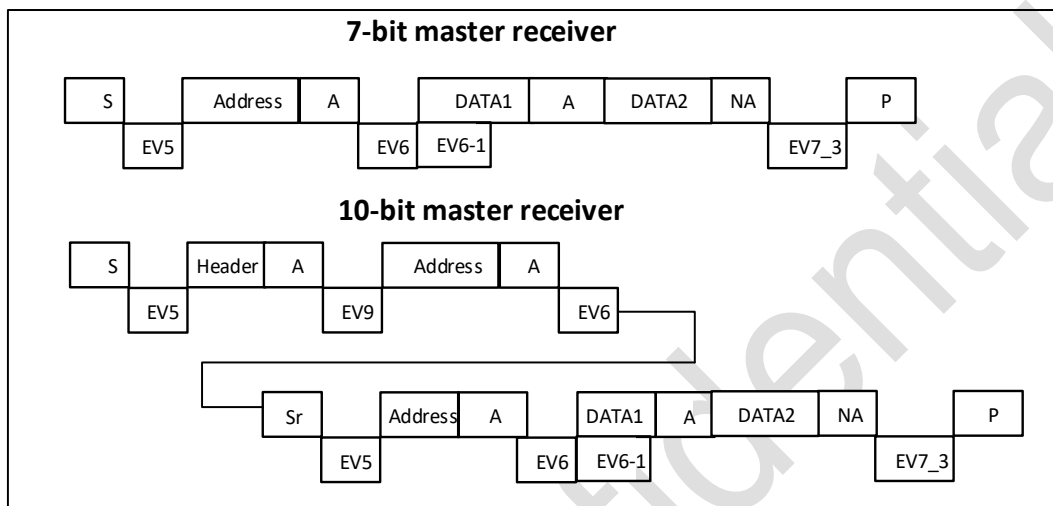 7-bit master receiver
S Address A DATA1 A DATA2 NA P
EV5 EV6 EV6-1 EV7_3
10-bit master receiver
S Header A Address A
EV5 EV9 EV6
Sr Address A DATA1 A DATA2 NA P
EV5 EV6 EV6-1 EV7_3
fidential